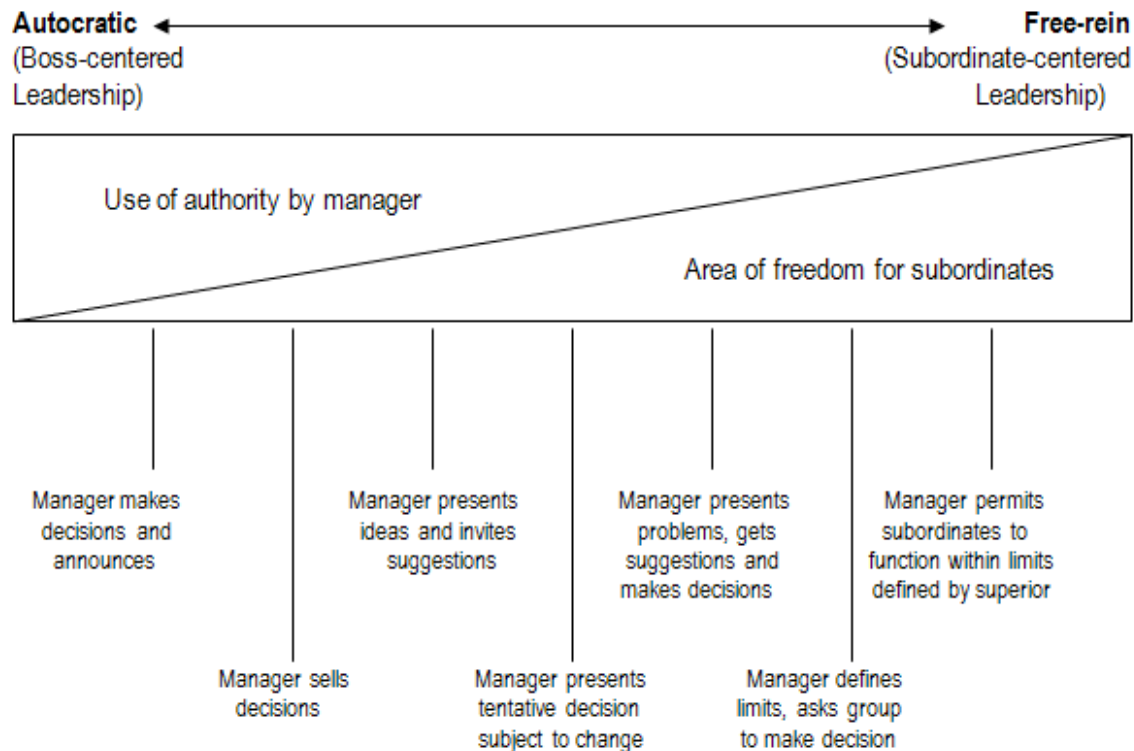 Autocratic
(Boss-centered
Leadership)
Free-rein
(Subordinate-centered
Leadership)
Use of authority by manager
Area of freedom for subordinates
Manager makes
decisions and
announces
Manager sells
decisions
Manager presents
ideas and invites
suggestions
Manager presents
tentative decision
subject to change
Manager presents
problems, gets
suggestions and
makes decisions
Manager defines
limits, asks group
to make decision
Manager permits
subordinates to
function within limits
defined by superior